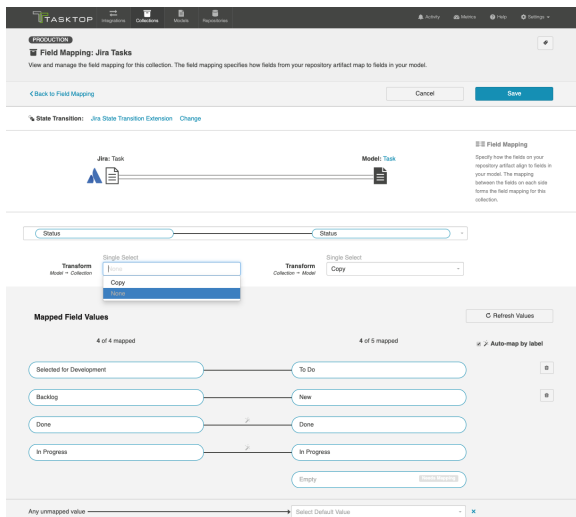 TASKTOP
Integrations
Collections
Models
Repositories
Activity
Metrics
Help
Settings
PRODUCTION
Field Mapping: Jira Tasks
View and manage the field mapping for this collection. The field mapping specifies how fields from your repository artifact map to fields in your model.
Back to Field Mapping
Cancel
Save
State Transition: Jira State Transition Extension Change
Field Mapping
Specify how the fields on your
repository artifact align to fields in
your model. The mapping
between the fields on each side
forms the field mapping for this
collection.
Jira: Task
Model: Task
Status
Status
Single Select
Transform
Model → Collection
None
Copy
None
Single Select
Transform
Collection → Model
Copy
Mapped Field Values
Refresh Values
4 of 4 mapped
4 of 5 mapped
Auto-map by label
Selected for Development
To Do
Backlog
New
Done
Done
In Progress
In Progress
Empty
Needs Mapping
Any unmapped value
Select Default Value